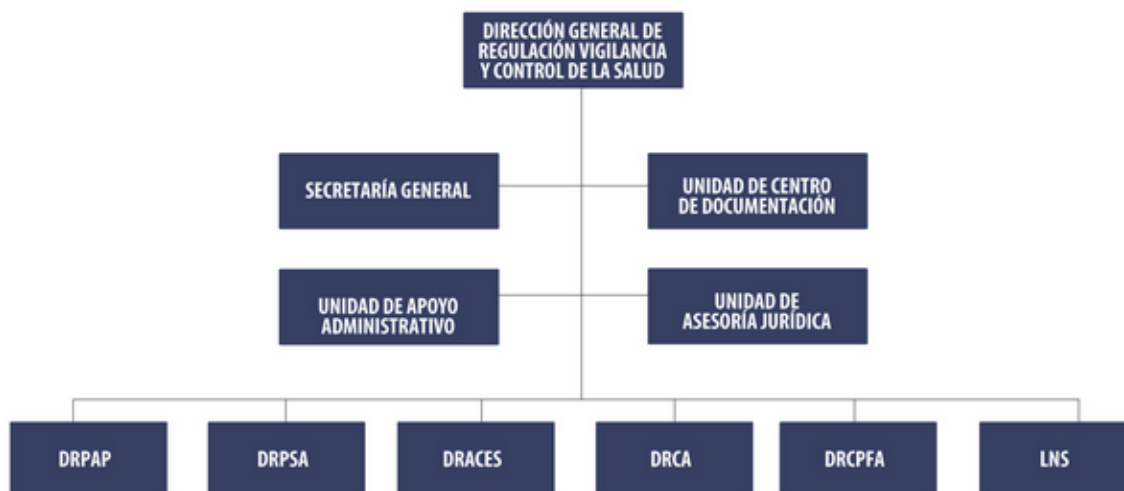 DIRECCIÓN GENERAL DE
REGULACIÓN VIGILANCIA
Y CONTROL DE LA SALUD
SECRETARÍA GENERAL
UNIDAD DE CENTRO
DE DOCUMENTACIÓN
UNIDAD DE APOYO
ADMINISTRATIVO
UNIDAD DE
ASESORÍA JURÍDICA
DRPAP
DRPSA
DRACES
DRCA
DRCPFA
LNS